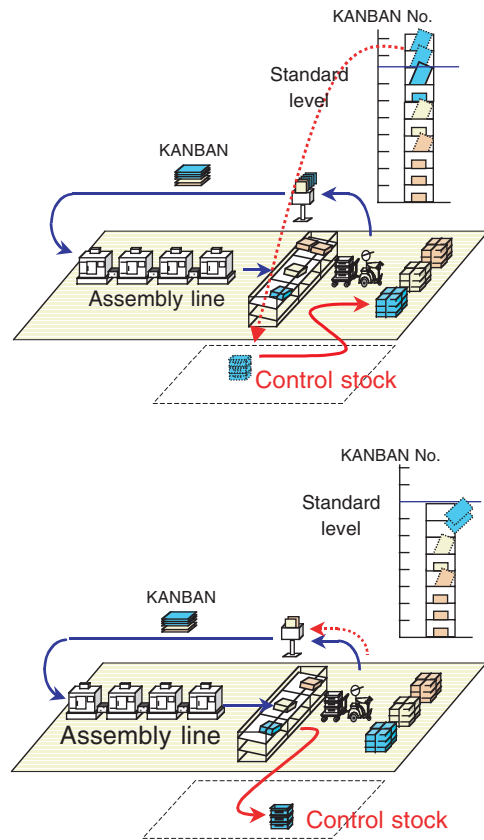 KANBAN No.
Standard
level
KANBAN
Assembly line
Control stock
KANBAN No.
Standard
level
KANBAN
Assembly line
Control stock